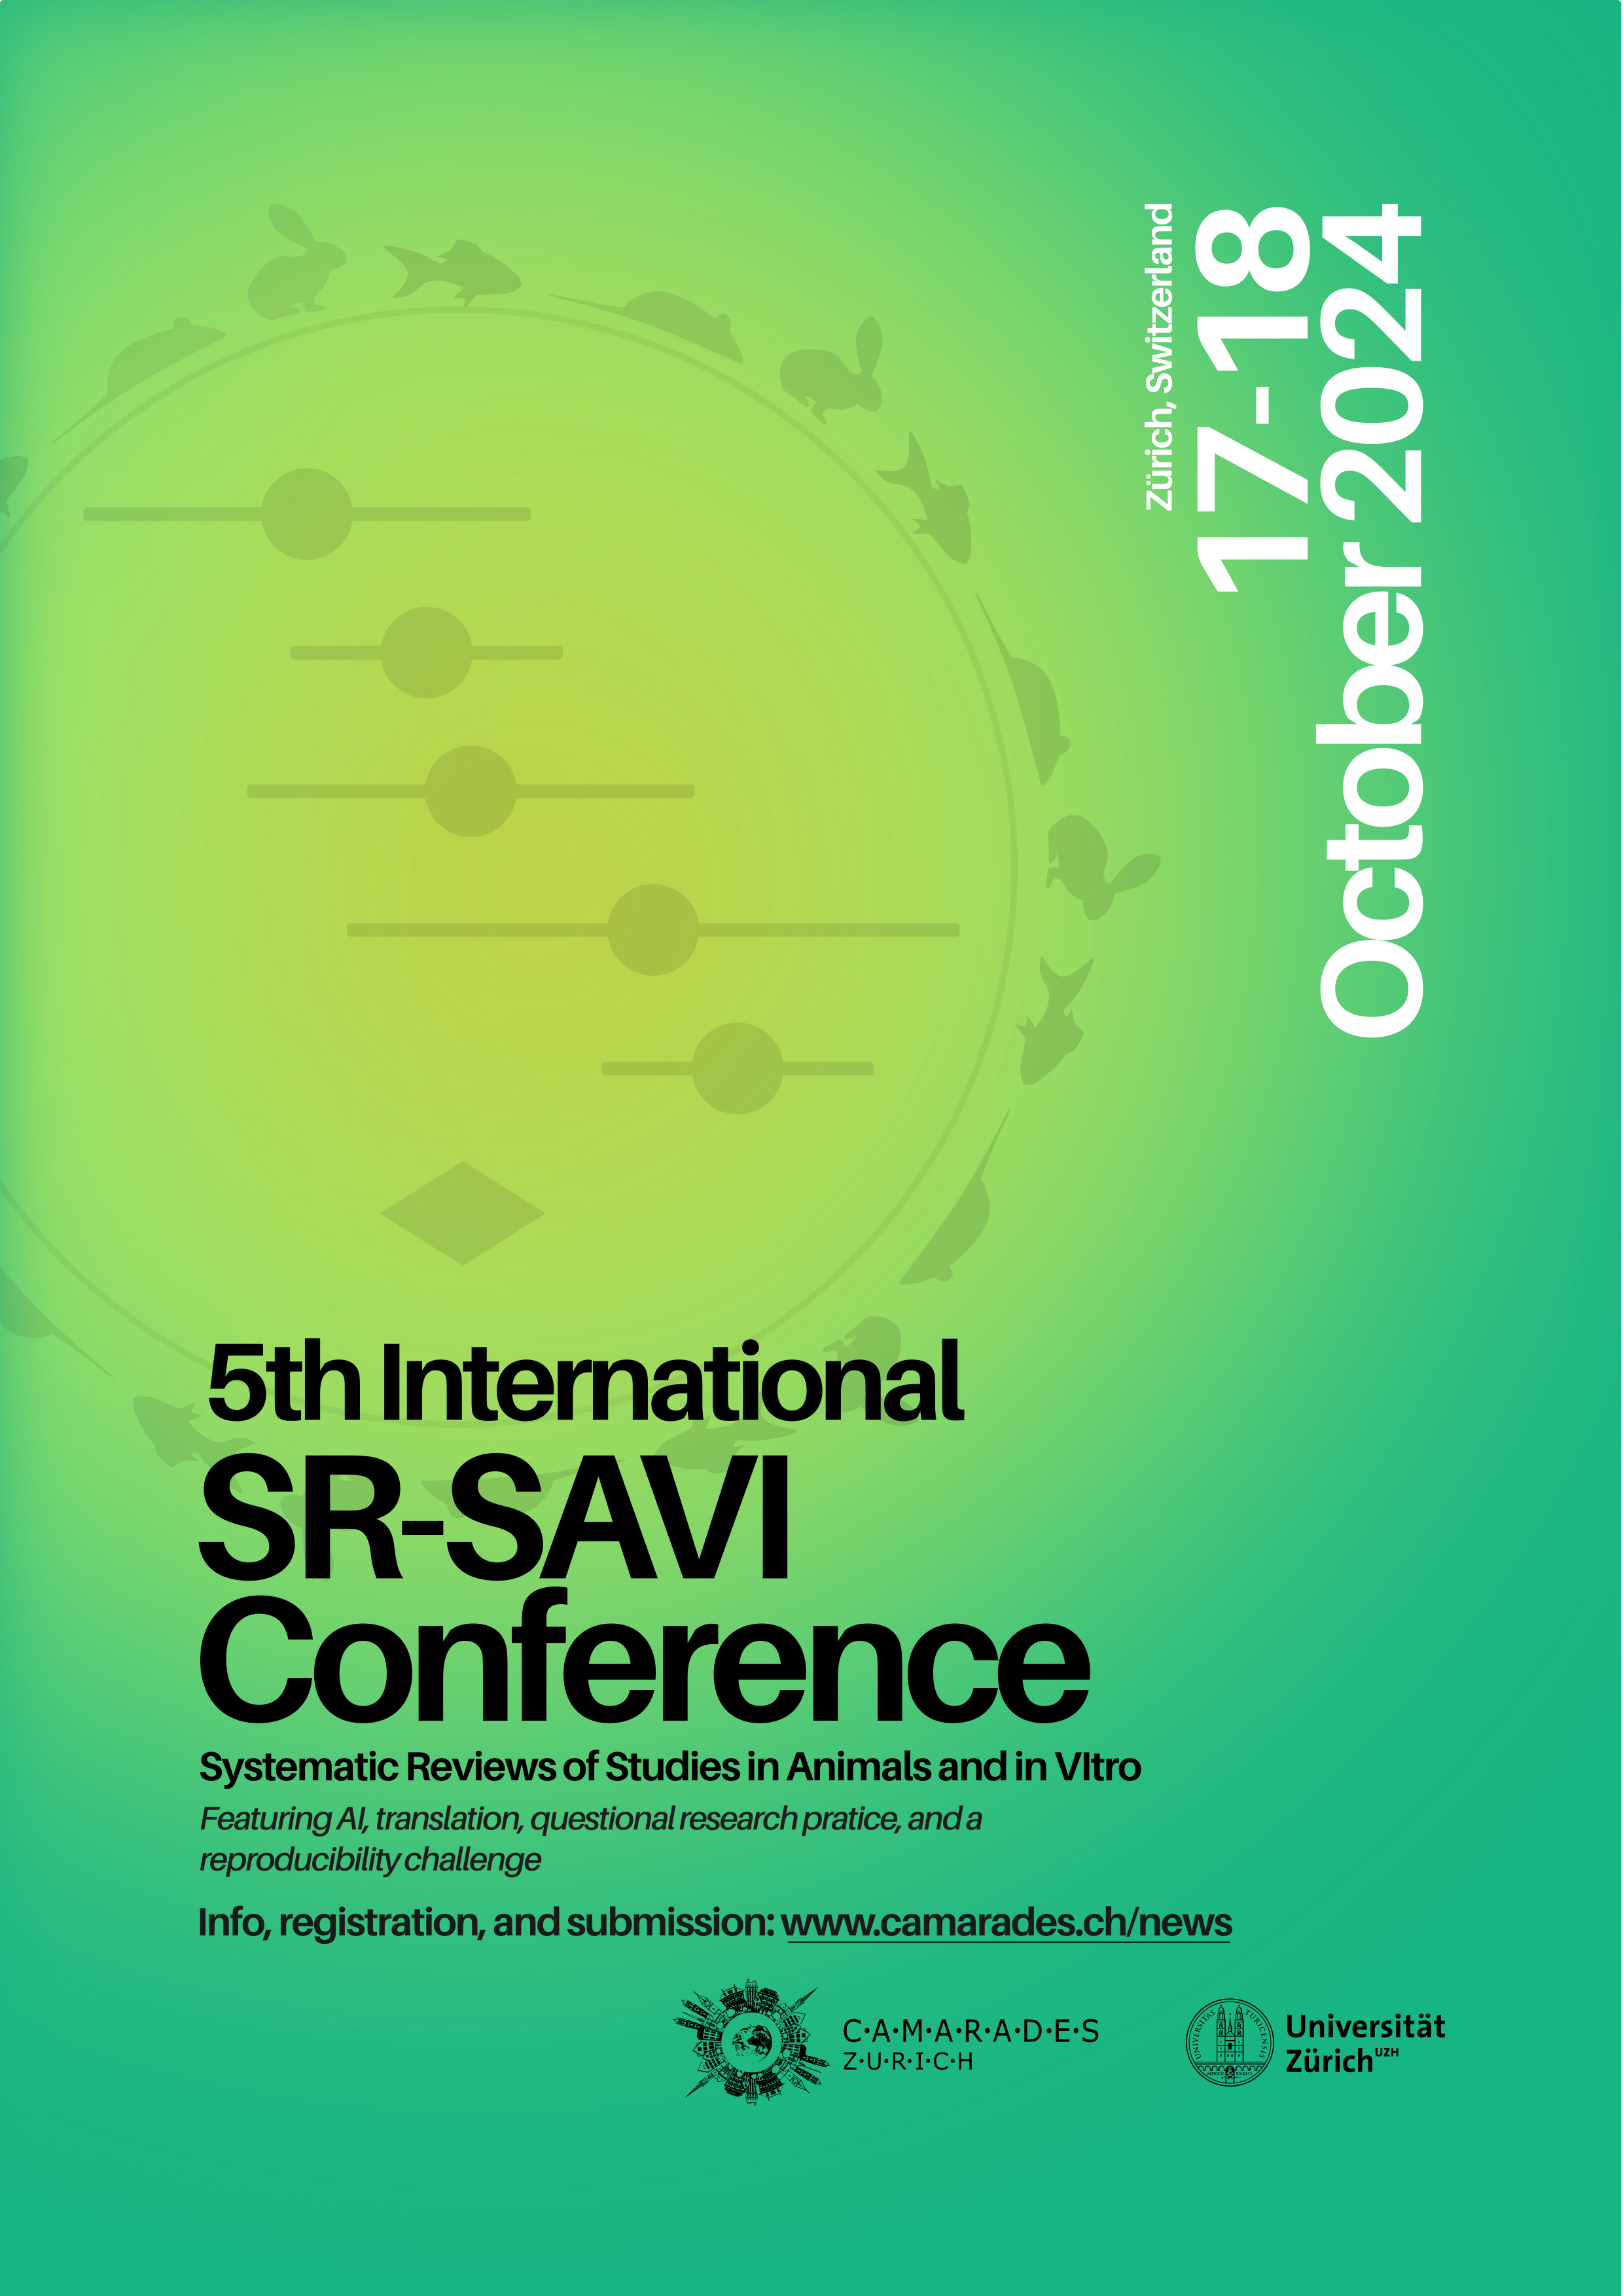 Zürich, Switzerland
17-18
October 2024
5th International
SR-SAVI
Conference
Systematic Reviews of Studies in Animals and in VItro
Featuring AI, translation, questional research pratice, and a
reproducibility challenge
Info, registration, and submission: www.camarades.ch/news
C·A·M·A·R·A·D·E·S
Z·U·R·I·C·H
UNIVERSITAS TURICENSIS
Universität
Zürich UZH